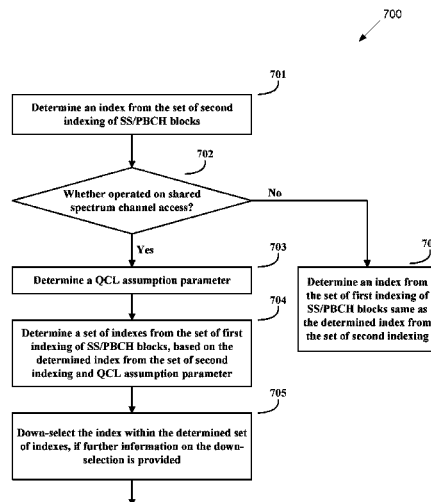 700
701
Determine an index from the set of second
indexing of SS/PBCH blocks
702
Whether operated on shared
spectrum channel access?
No
Yes
703
Determine a QCL assumption parameter
704
Determine a set of indexes from the set of first
indexing of SS/PBCH blocks, based on the
determined index from the set of second
indexing and QCL assumption parameter
Determine an index from
the set of first indexing of
SS/PBCH blocks same as
the determined index from
the set of second indexing
705
Down-select the index within the determined set
of indexes, if further information on the down-
selection is provided